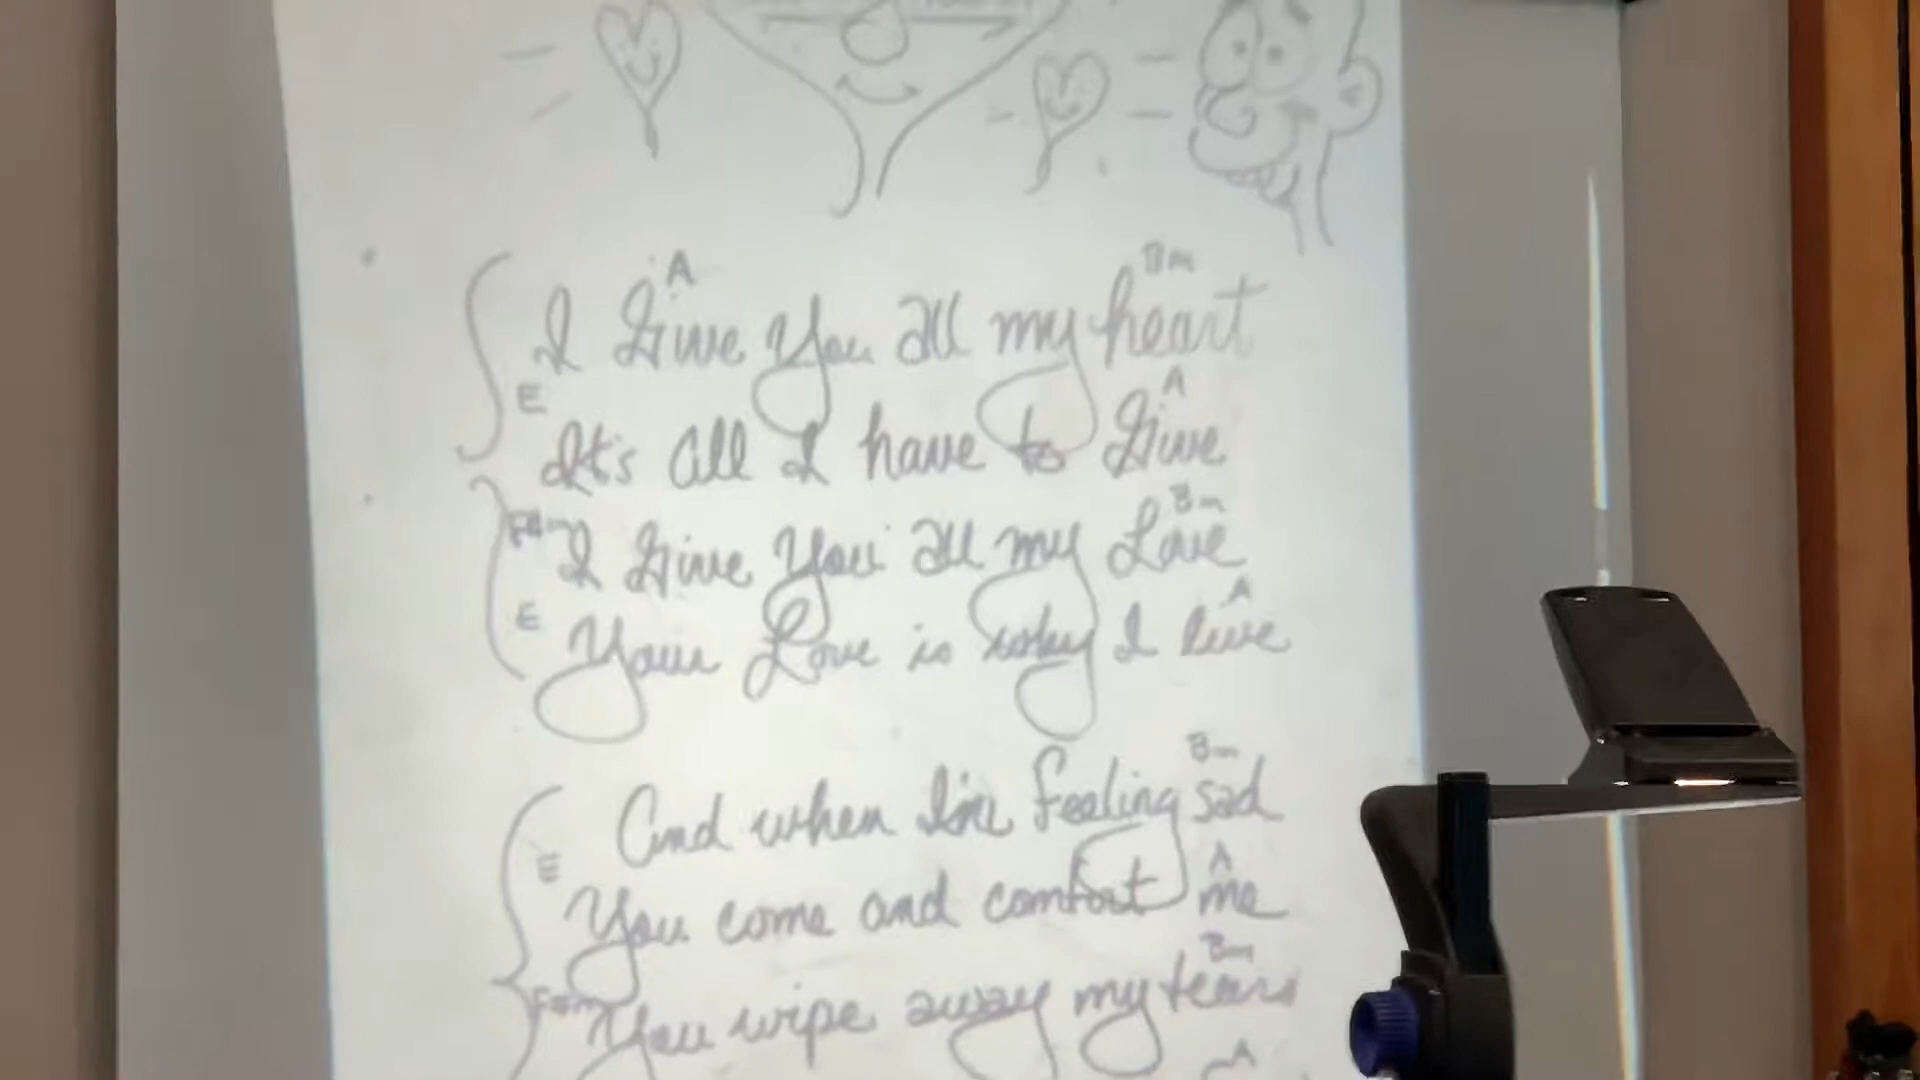 A Bm
I Give You all my heart
E A
It's all I have to Give
F#m Bm
I Give You all my Love
E A
Your Love is why I live
Bm
And when I'm feeling sad
E A
You come and comfort me
F#m Bm
You wipe away my tears
A